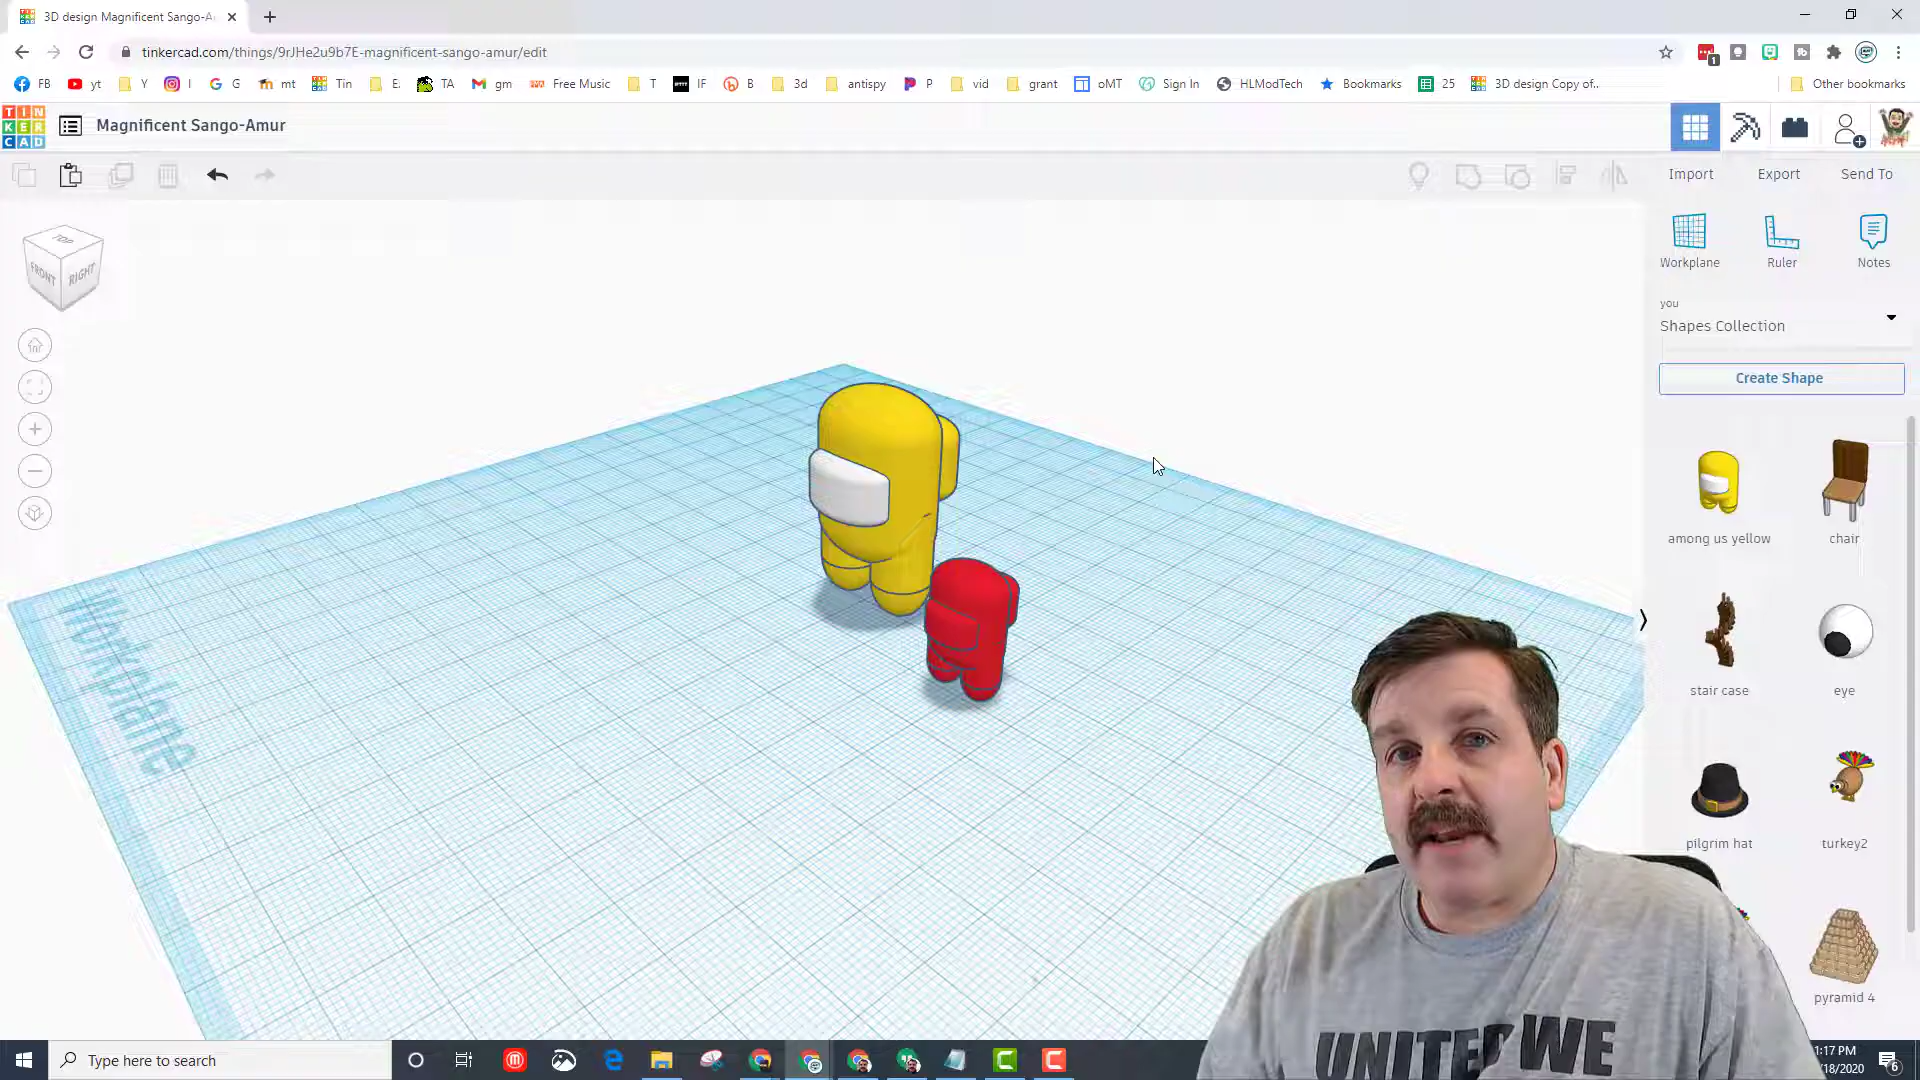 3D design Magnificent Sango-A
tinkercad.com/things/9rJHe2u9b7E-magnificent-sango-amur/edit
1
FB yt Y I G mt Tin E. TA gm Free Music T IF B 3d antispy P vid grant oMT Sign In HLModTech Bookmarks 25 3D design Copy of.. Other bookmarks
TIN
KER
CAD
Magnificent Sango-Amur
Import Export Send To
TOP
FRONT RIGHT
Workplane Ruler Notes
you
Shapes Collection
Create Shape
among us yellow chair
Workplane
stair case eye
pilgrim hat turkey2
pyramid 4
UNITED WE
Type here to search
1:17 PM
/18/2020
6